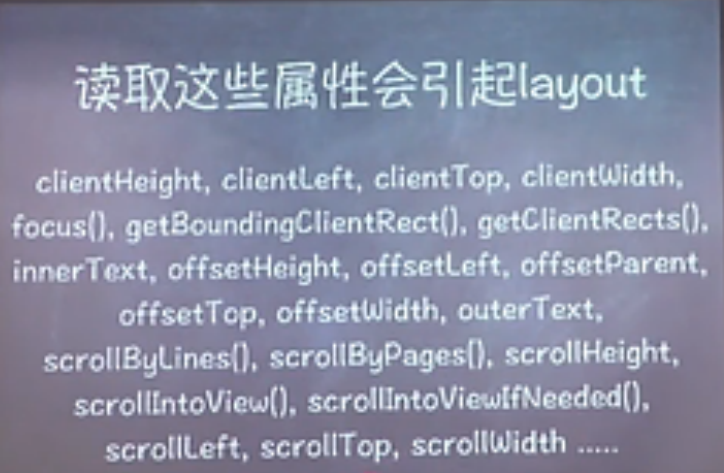 读取这些属性会引起layout
clientHeight, clientLeft, clientTop, clientWidth,
focus(), getBoundingClientRect(), getClientRects(),
innerText, offsetHeight, offsetLeft, offsetParent,
offsetTop, offsetWidth, outerText,
scrollByLines(), scrollByPages(), scrollHeight,
scrollIntoView(), scrollIntoViewIfNeeded(),
scrollLeft, scrollTop, scrollWidth .....